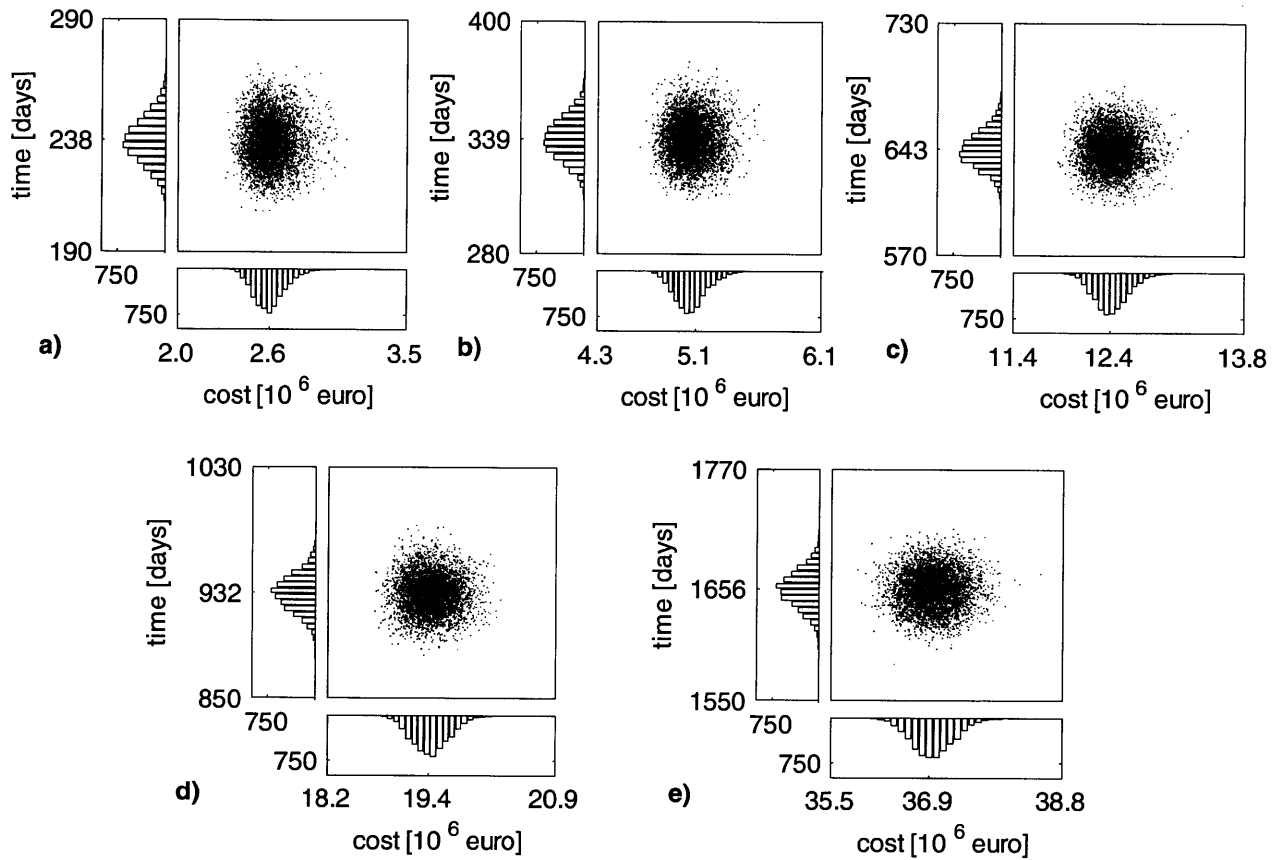 290
time [days]
238
190
750
750
a)
2.0
2.6
3.5
cost [10 6 euro]
400
time [days]
339
280
750
750
b)
4.3
5.1
6.1
cost [10 6 euro]
730
time [days]
643
570
750
750
c)
11.4
12.4
13.8
cost [10 6 euro]
1030
time [days]
932
850
750
750
d)
18.2
19.4
20.9
cost [10 6 euro]
1770
time [days]
1656
1550
750
750
e)
35.5
36.9
38.8
cost [10 6 euro]